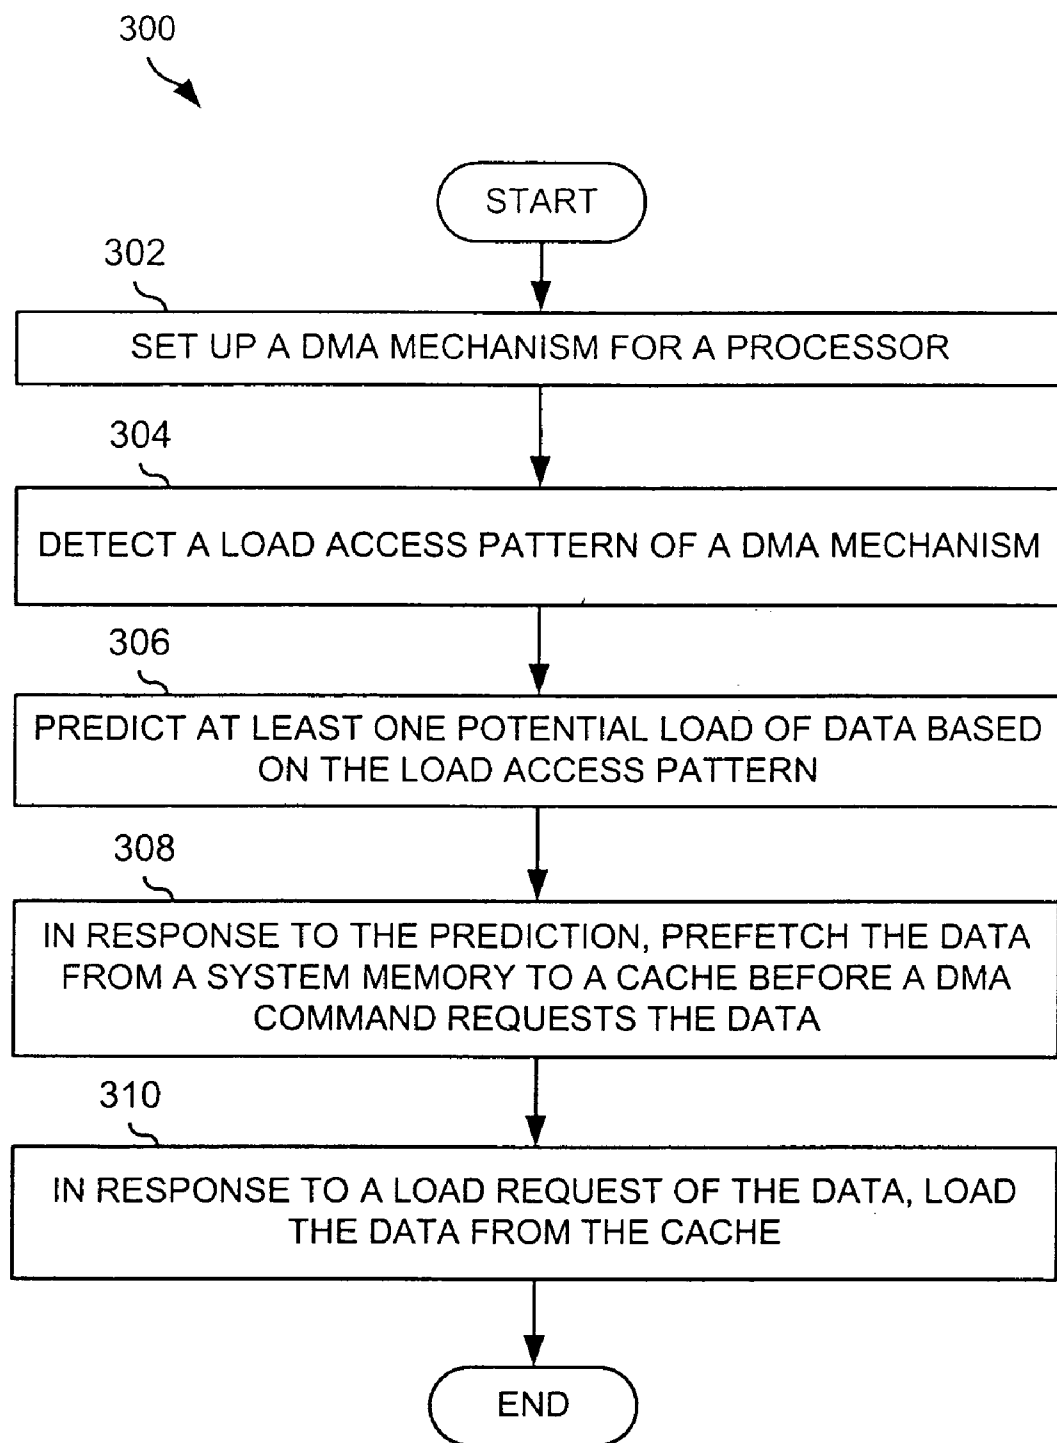 300
START
302
SET UP A DMA MECHANISM FOR A PROCESSOR
304
DETECT A LOAD ACCESS PATTERN OF A DMA MECHANISM
306
PREDICT AT LEAST ONE POTENTIAL LOAD OF DATA BASED
ON THE LOAD ACCESS PATTERN
308
IN RESPONSE TO THE PREDICTION, PREFETCH THE DATA
FROM A SYSTEM MEMORY TO A CACHE BEFORE A DMA
COMMAND REQUESTS THE DATA
310
IN RESPONSE TO A LOAD REQUEST OF THE DATA, LOAD
THE DATA FROM THE CACHE
END